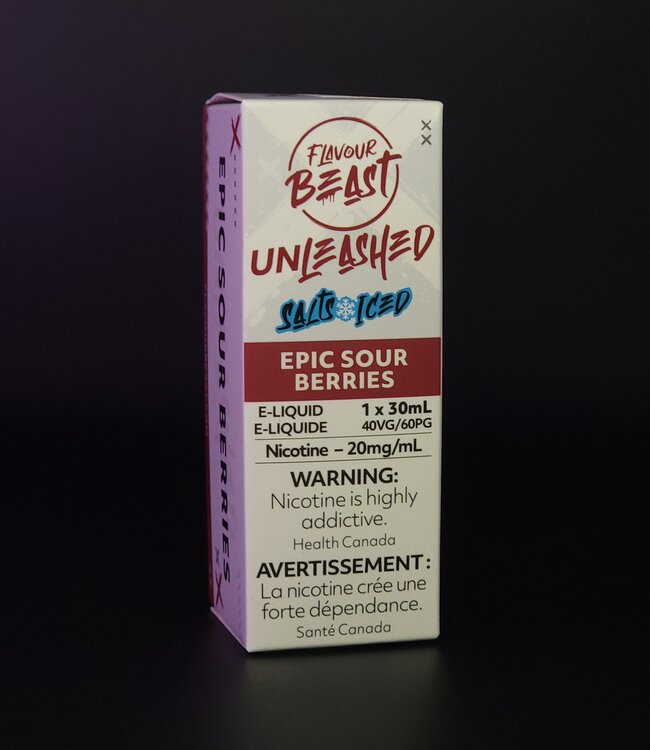 FLAVOUR
BEAST
UNLEASHED
SALTS ICED
EPIC SOUR
BERRIES
E-LIQUID 1 x 30mL
E-LIQUIDE 40VG/60PG
Nicotine – 20mg/mL
WARNING:
Nicotine is highly
addictive.
Health Canada
AVERTISSEMENT :
La nicotine crée une
forte dépendance.
Santé Canada
EPIC SOUR BERRIES